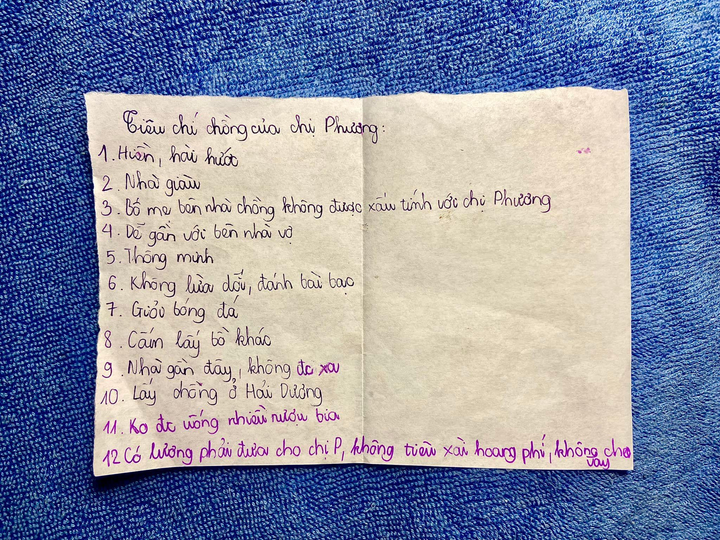 Tiêu chí chồng của chị Phương:
1. Hiền, hài hước
2. Nhà giàu
3. Bố mẹ bên nhà chồng không được xấu tính với chị Phương
4. Dễ gần với bên nhà vợ
5. Thông minh
6. Không lừa dối, đánh bài bạc
7. Giỏi bóng đá
8. Cấm lấy bồ khác
9. Nhà gần đây, không đc xa
10. Lấy chồng ở Hải Dương
11. Ko đc uống nhiều rượu bia
12 Có lương phải đưa cho chị P, không tiêu xài hoang phí, không cho
vay